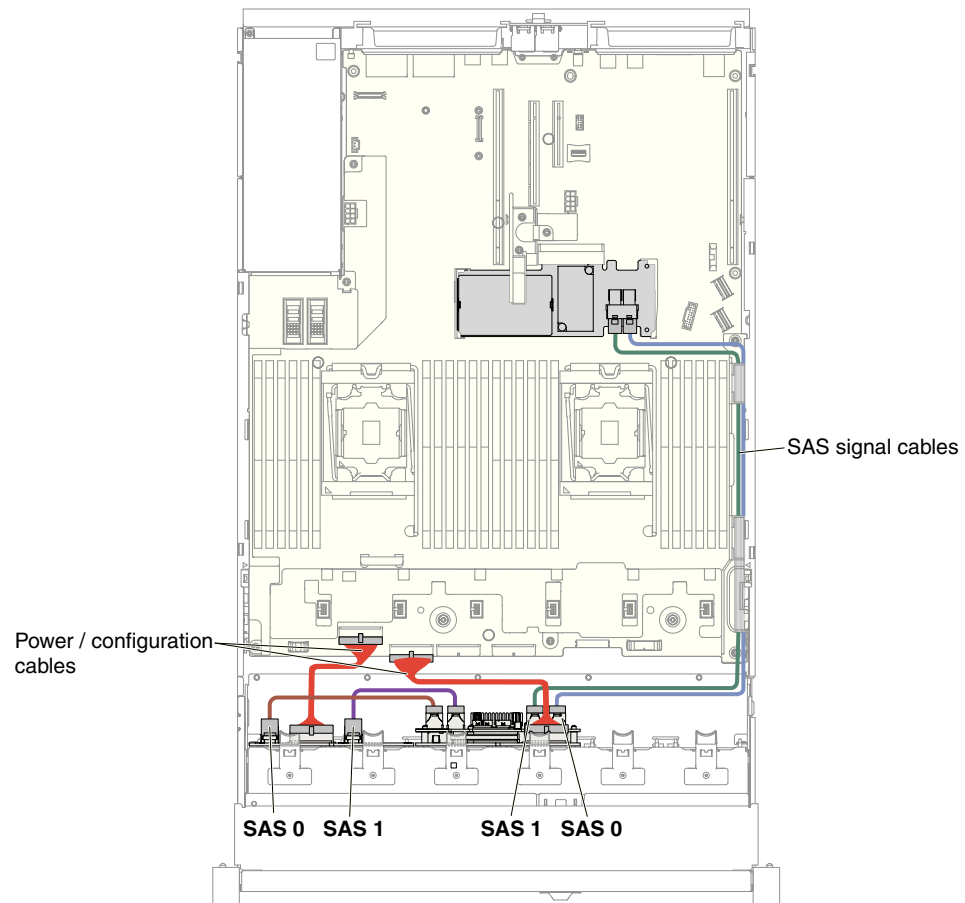 SAS signal cables
Power / configuration
cables
SAS 0
SAS 1
SAS 1
SAS 0